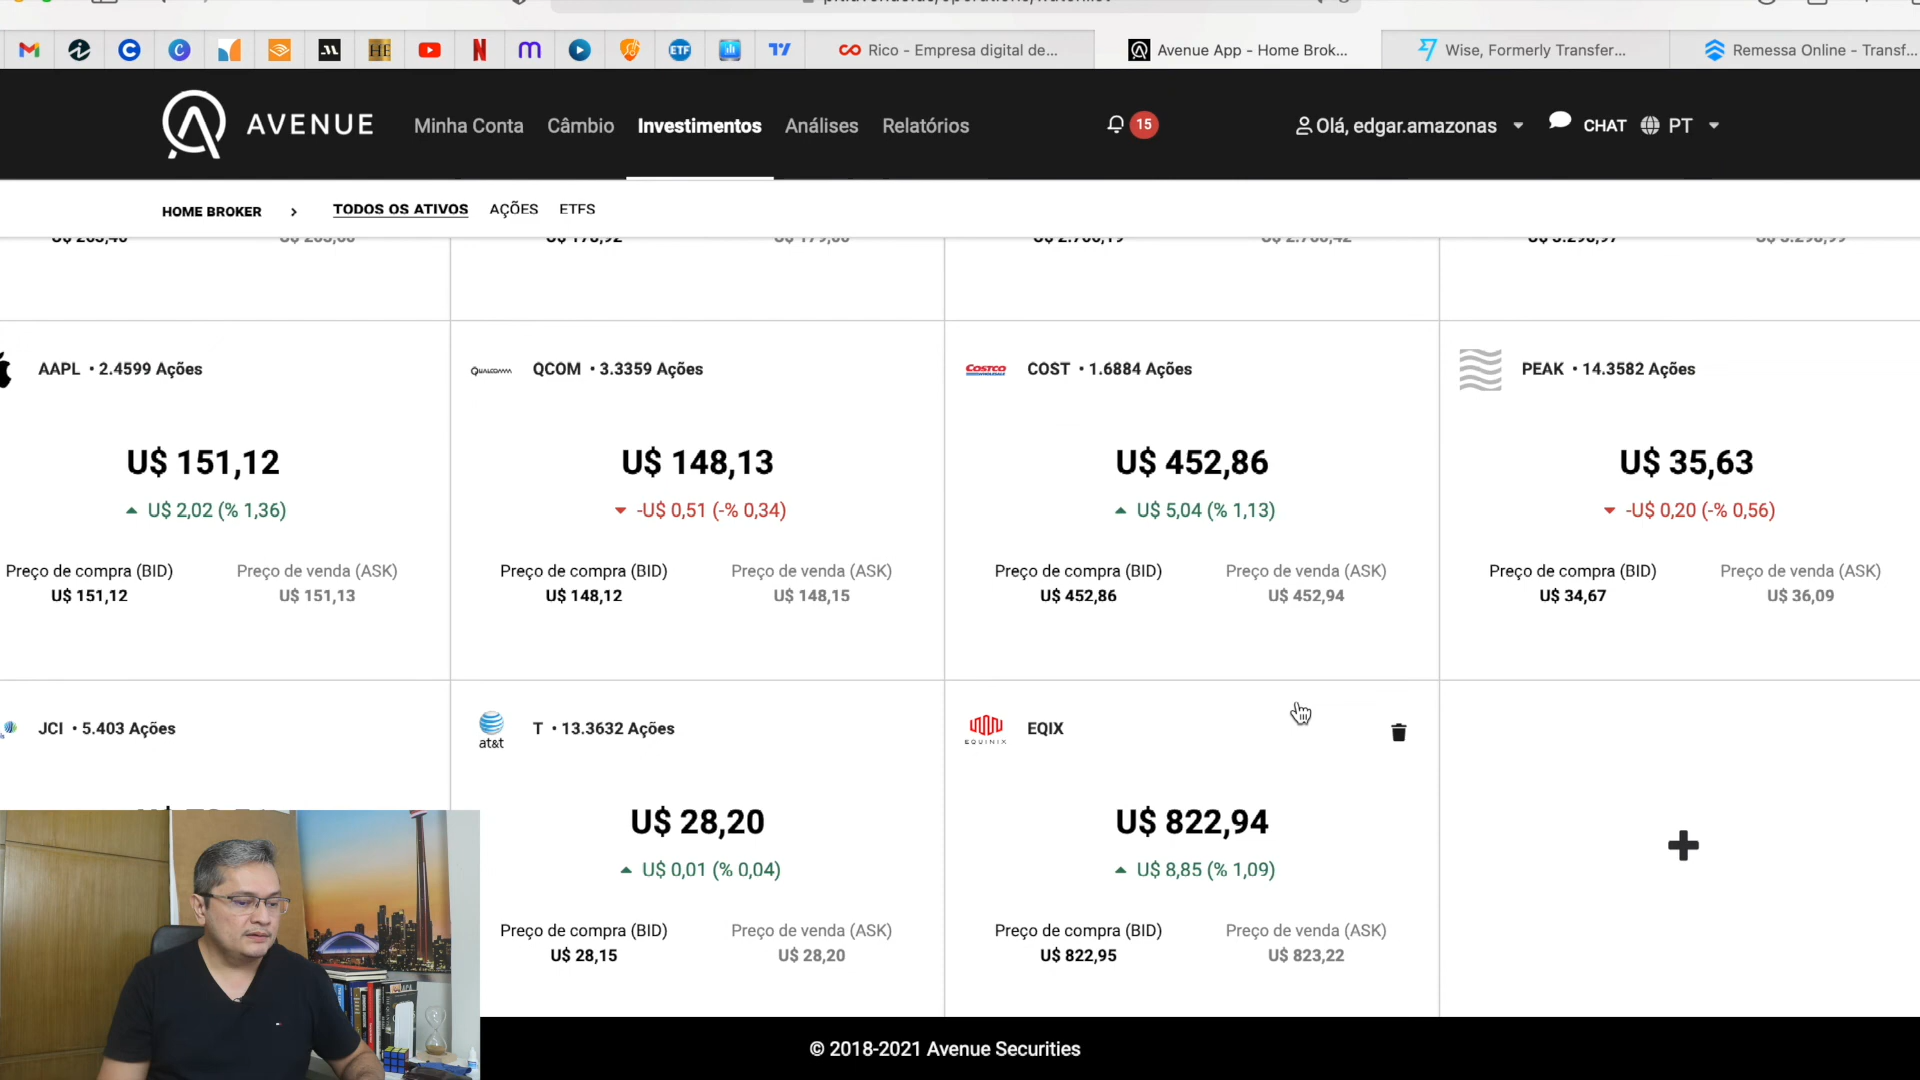 Rico - Empresa digital de...
Avenue App - Home Brok...
Wise, Formerly Transfer...
Remessa Online - Transf...
AVENUE
Minha Conta
Câmbio
Investimentos
Análises
Relatórios
15
Olá, edgar.amazonas
CHAT
PT
HOME BROKER
TODOS OS ATIVOS
AÇÕES
ETFS
AAPL • 2.4599 Ações
U$ 151,12
U$ 2,02 (% 1,36)
Preço de compra (BID)
U$ 151,12
Preço de venda (ASK)
U$ 151,13
QUALCOMM
QCOM • 3.3359 Ações
U$ 148,13
-U$ 0,51 (-% 0,34)
Preço de compra (BID)
U$ 148,12
Preço de venda (ASK)
U$ 148,15
COSTCO
WHOLESALE
COST • 1.6884 Ações
U$ 452,86
U$ 5,04 (% 1,13)
Preço de compra (BID)
U$ 452,86
Preço de venda (ASK)
U$ 452,94
PEAK • 14.3582 Ações
U$ 35,63
-U$ 0,20 (-% 0,56)
Preço de compra (BID)
U$ 34,67
Preço de venda (ASK)
U$ 36,09
JCI • 5.403 Ações
at&t
T • 13.3632 Ações
U$ 28,20
U$ 0,01 (% 0,04)
Preço de compra (BID)
U$ 28,15
Preço de venda (ASK)
U$ 28,20
EQUINIX
EQIX
U$ 822,94
U$ 8,85 (% 1,09)
Preço de compra (BID)
U$ 822,95
Preço de venda (ASK)
U$ 823,22
© 2018-2021 Avenue Securities